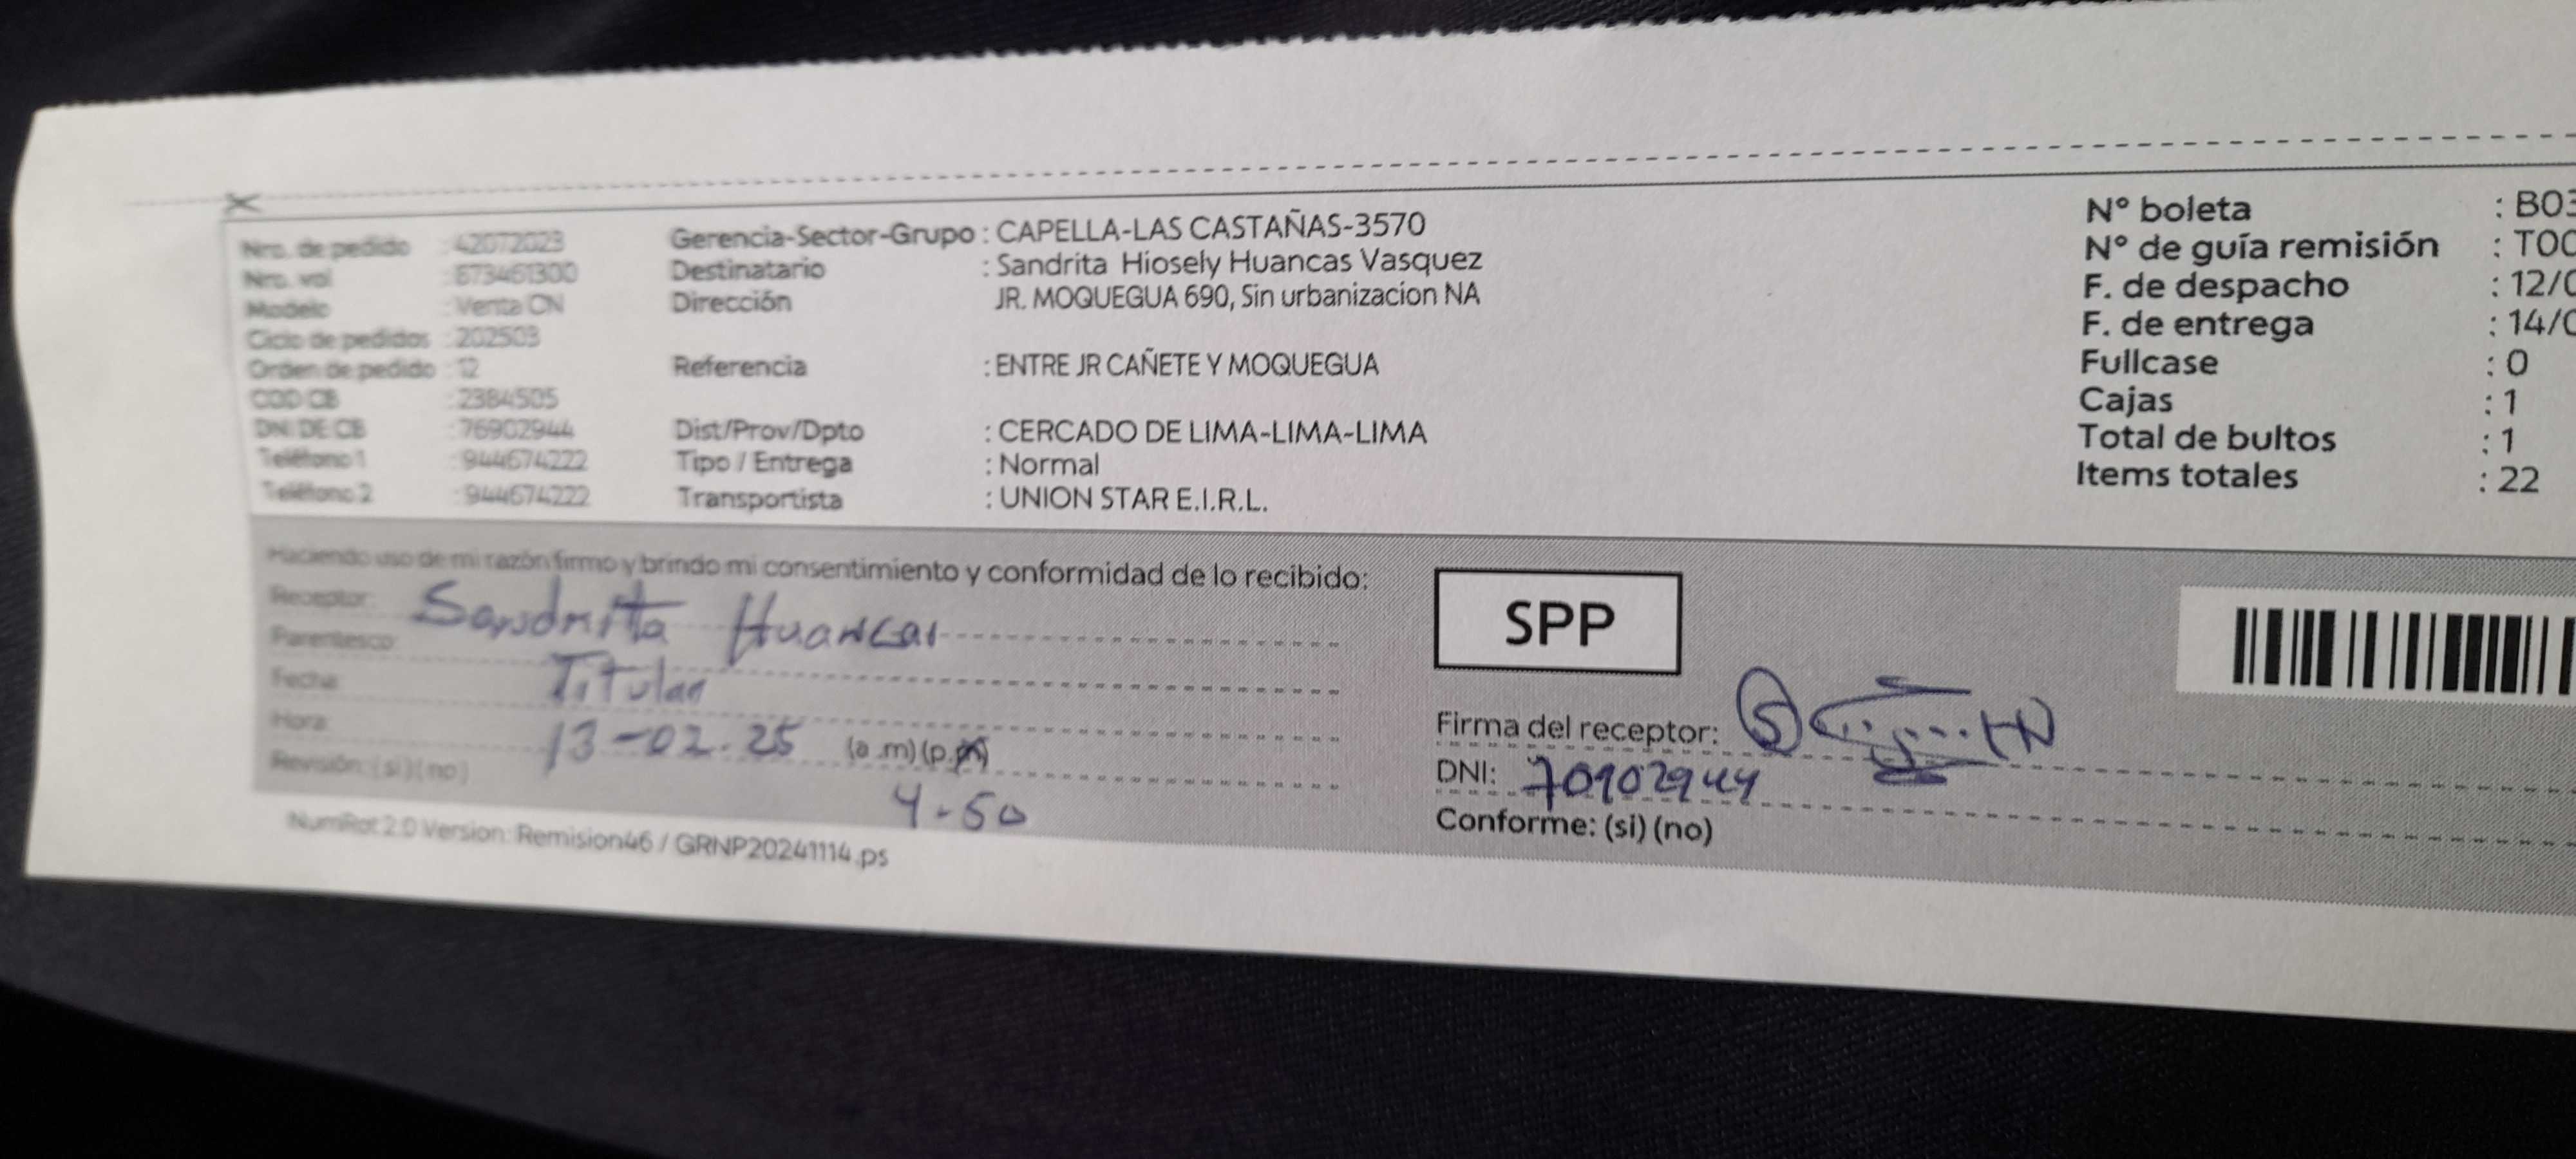 Nro. de pedido : 42072023
Nro. vol : 673461300
Modelo : Venta CN
Ciclo de pedidos : 202503
Orden de pedido : 12
COD CB : 2384505
DNI DE CB : 76902944
Teléfono 1 : 944674222
Teléfono 2 : 944674222
Gerencia-Sector-Grupo : CAPELLA-LAS CASTAÑAS-3570
Destinatario : Sandrita Hiosely Huancas Vasquez
Dirección JR. MOQUEGUA 690, Sin urbanizacion NA
Referencia : ENTRE JR CAÑETE Y MOQUEGUA
Dist/Prov/Dpto : CERCADO DE LIMA-LIMA-LIMA
Tipo / Entrega : Normal
Transportista : UNION STAR E.I.R.L.
N° boleta : B03
N° de guía remisión : T00
F. de despacho : 12/0
F. de entrega : 14/0
Fullcase : 0
Cajas : 1
Total de bultos : 1
Items totales : 22
Haciendo uso de mi razón firmo y brindo mi consentimiento y conformidad de lo recibido:
Receptor: Sandritta Huancas
Parentesco: Titular
Fecha: 13-02.25
Hora: (a.m) (p.m) 4-50
Revisión: (si) (no)
SPP
Firma del receptor:
DNI: 70902944
Conforme: (si) (no)
NumRot 2.0 Version: Remision46 / GRNP20241114.ps